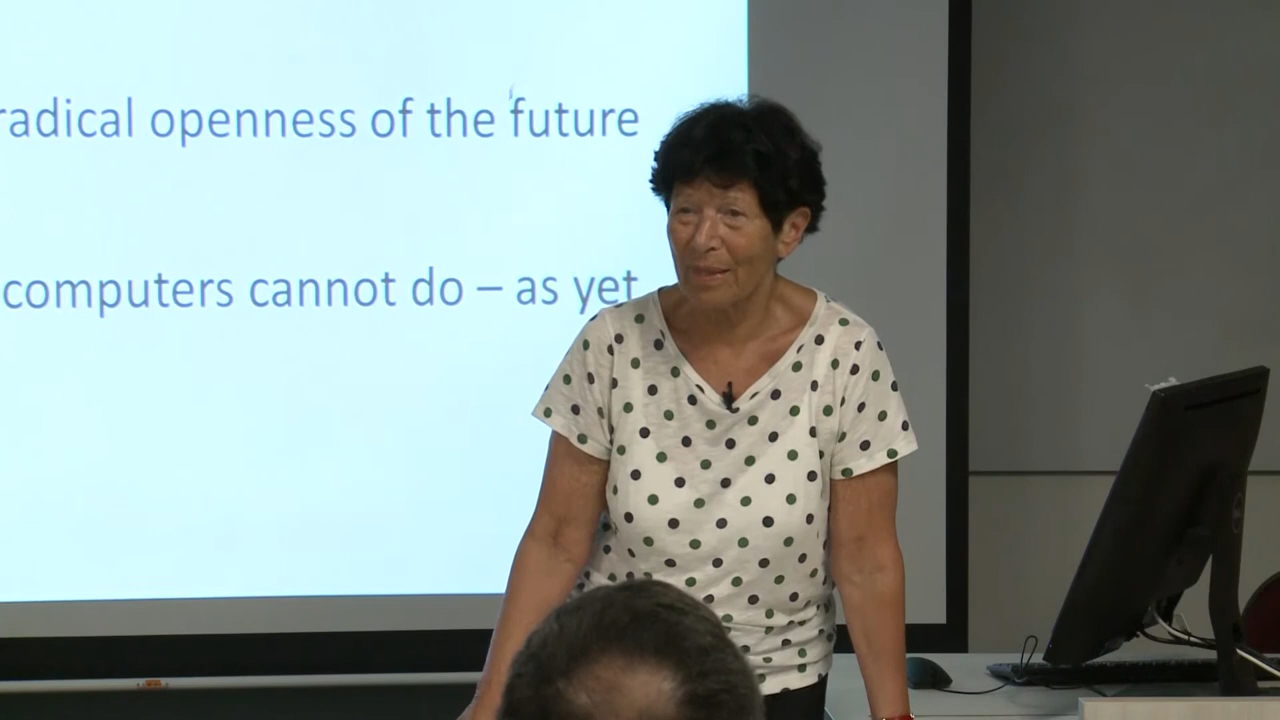 radical openness of the future
computers cannot do – as yet